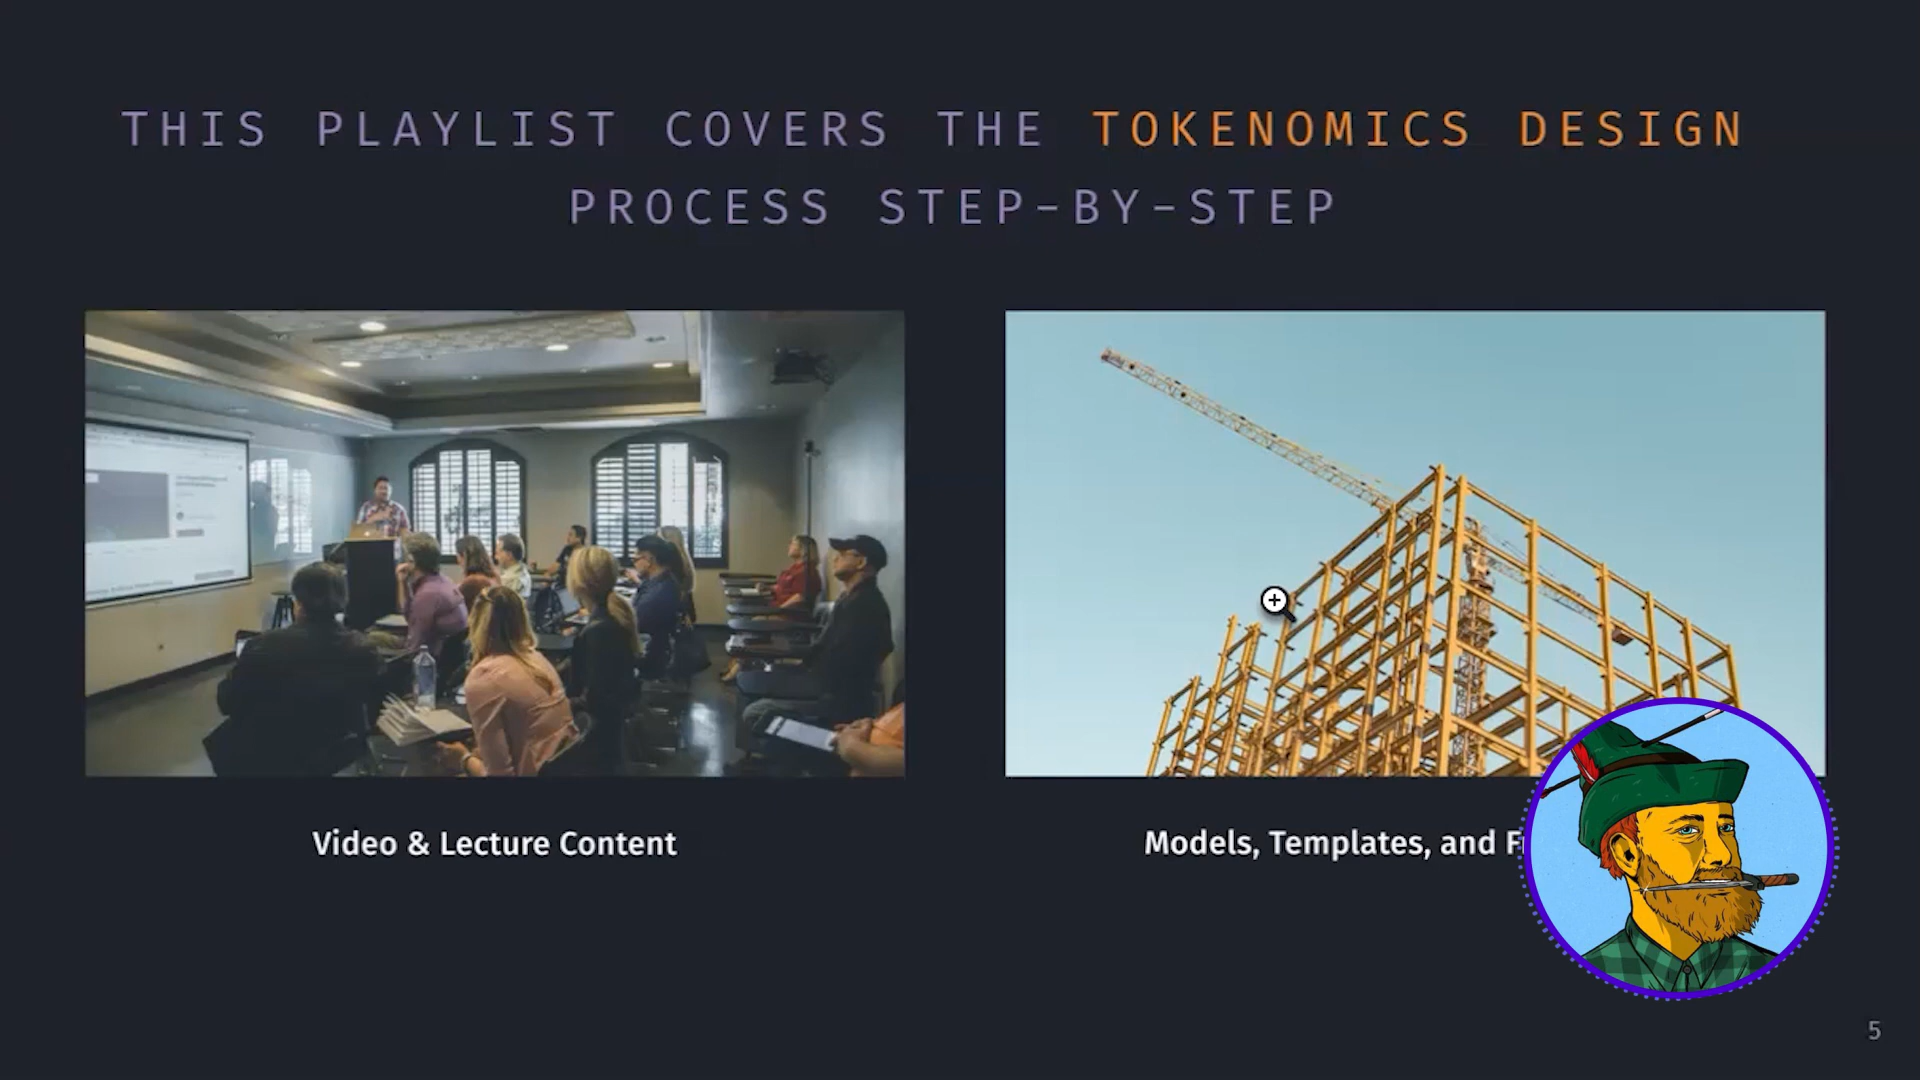 THIS PLAYLIST COVERS THE TOKENOMICS DESIGN
PROCESS STEP-BY-STEP
Video & Lecture Content
Models, Templates, and
5